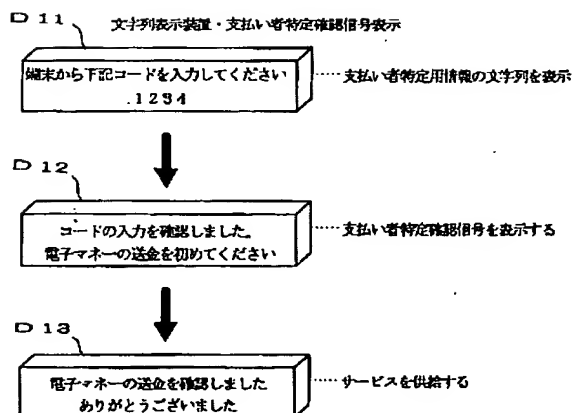 D 11
文字列表示装置・支払い者特定確認信号表示
端末から下記コードを入力してください
.1234
支払い者特定用情報の文字列を表示
D 12
コードの入力を確認しました。
電子マネーの送金を初めてください
支払い者特定確認信号を表示する
D 13
電子マネーの送金を確認しました
ありがとうございました
サービスを供給する